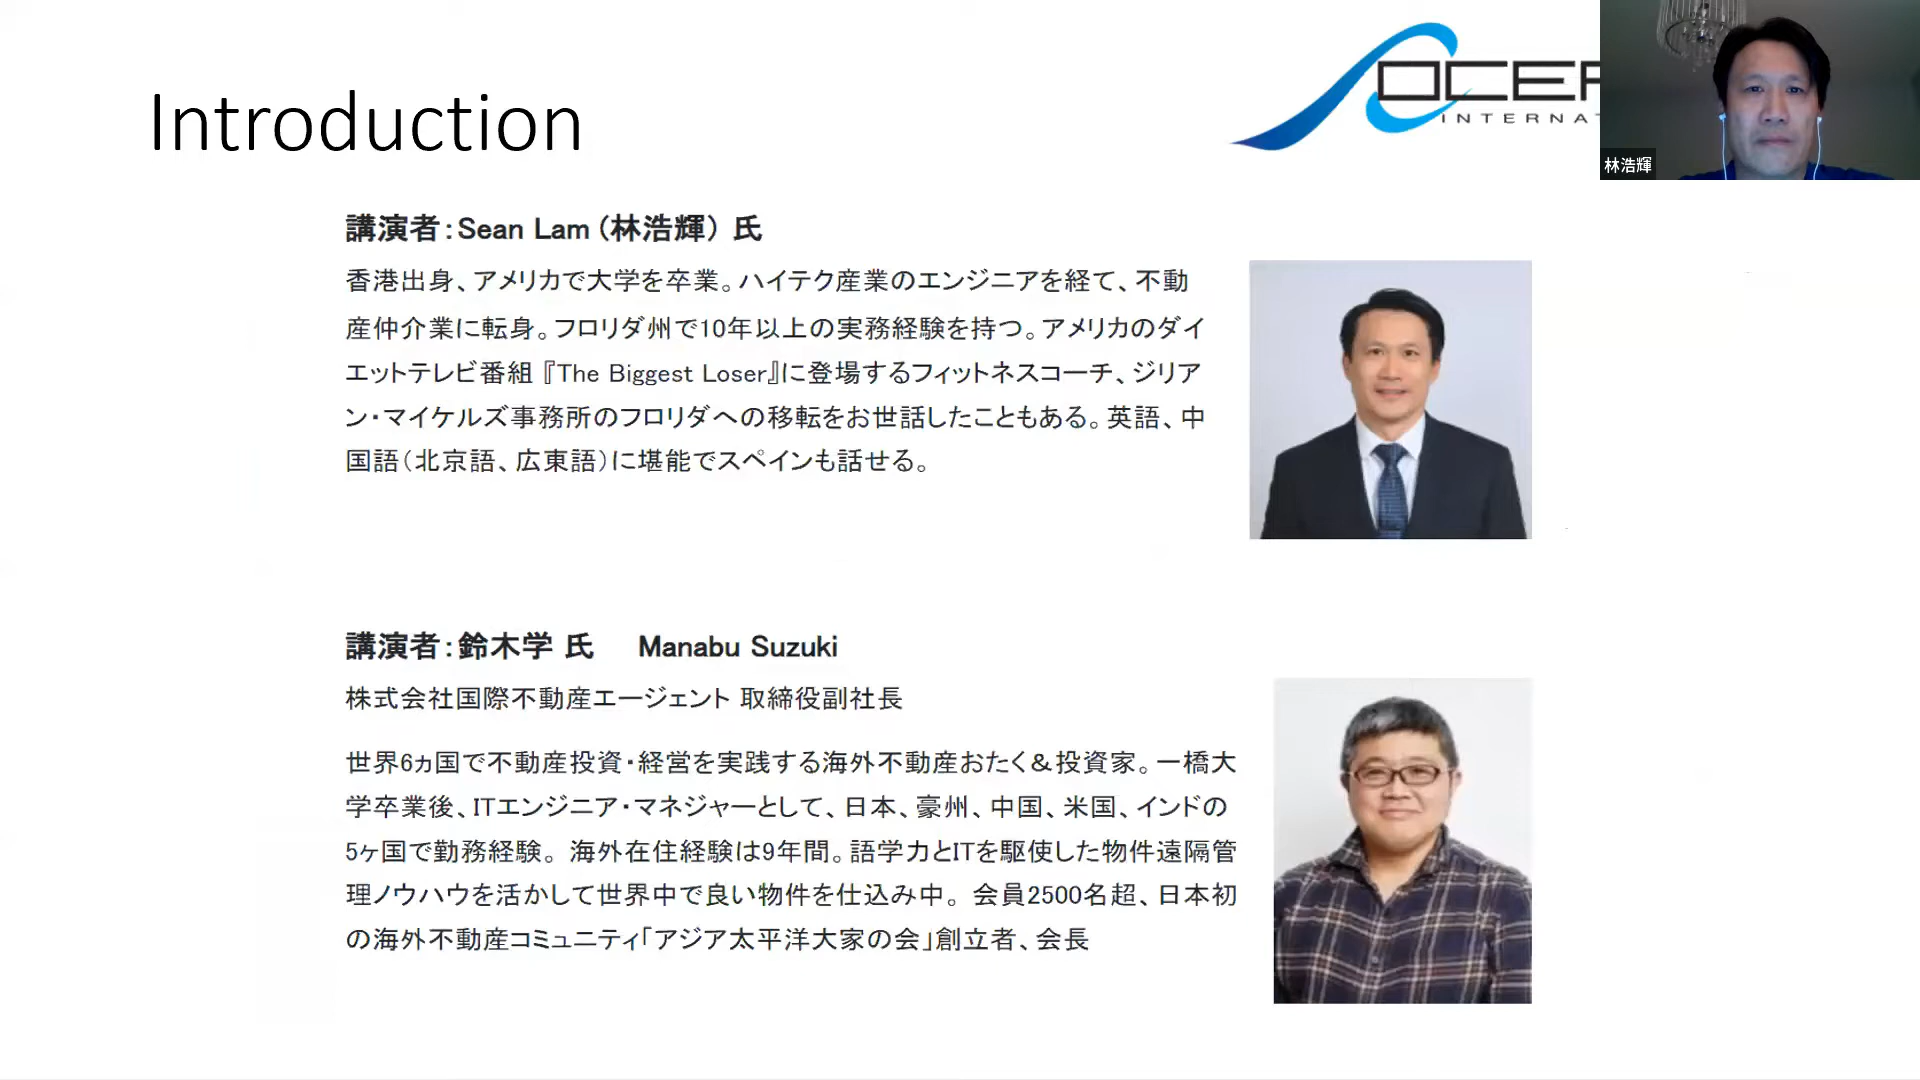 Introduction
INTERNA
林浩輝
講演者：Sean Lam（林浩輝） 氏
香港出身、アメリカで大学を卒業。ハイテク産業のエンジニアを経て、不動
産仲介業に転身。フロリダ州で10年以上の実務経験を持つ。アメリカのダイ
エットテレビ番組『The Biggest Loser』に登場するフィットネスコーチ、ジリア
ン・マイケルズ事務所のフロリダへの移転をお世話したこともある。英語、中
国語（北京語、広東語）に堪能でスペインも話せる。
講演者：鈴木学 氏 Manabu Suzuki
株式会社国際不動産エージェント 取締役副社長
世界6ヵ国で不動産投資・経営を実践する海外不動産おたく＆投資家。一橋大
学卒業後、ITエンジニア・マネジャーとして、日本、豪州、中国、米国、インドの
5ヶ国で勤務経験。 海外在住経験は9年間。語学力とITを駆使した物件遠隔管
理ノウハウを活かして世界中で良い物件を仕込み中。 会員2500名超、日本初
の海外不動産コミュニティ「アジア太平洋大家の会」創立者、会長